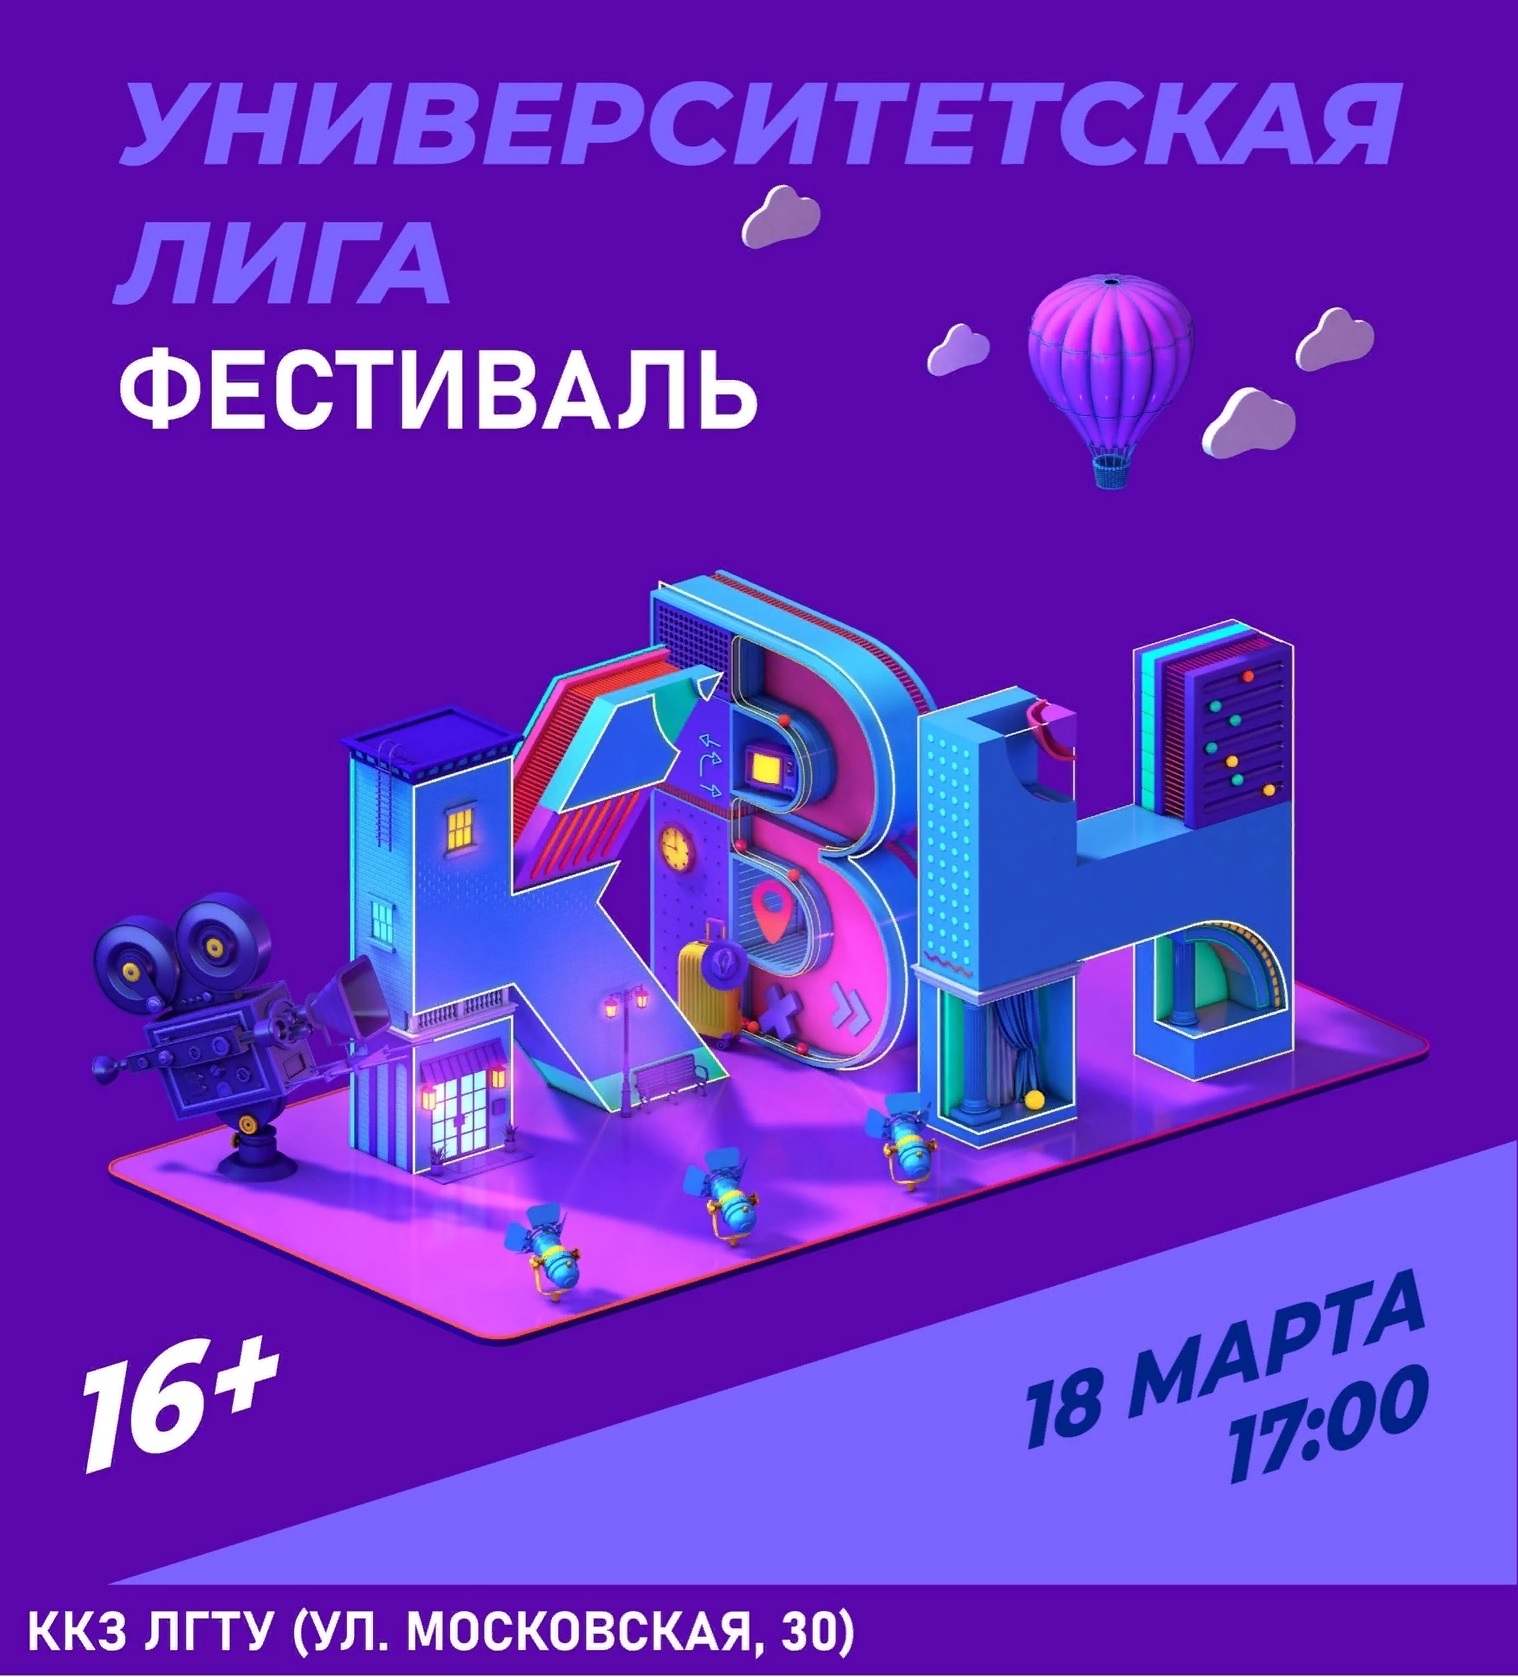 УНИВЕРСИТЕТСКАЯ
ЛИГА
ФЕСТИВАЛЬ
КВН
16+
18 МАРТА
17:00
ККЗ ЛГТУ (УЛ. МОСКОВСКАЯ, 30)